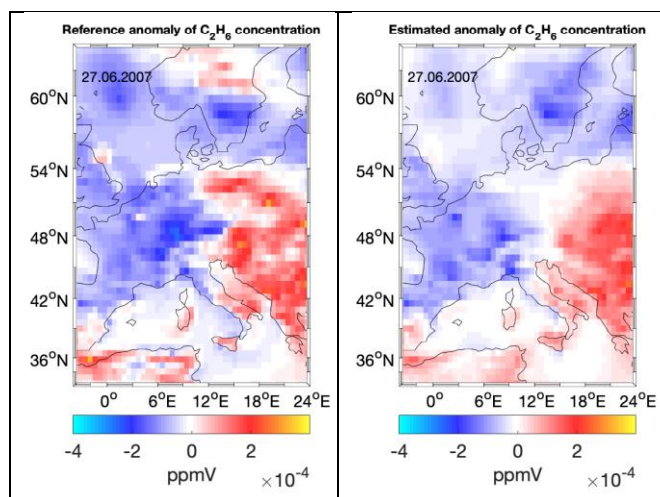 Reference anomaly of C₂H₆ concentration
27.06.2007
60°N
54°N
48°N
42°N
36°N
0° 6°E 12°E 18°E 24°E
-4 -2 0 2 4
ppmV ×10⁻⁴
Estimated anomaly of C₂H₆ concentration
27.06.2007
60°N
54°N
48°N
42°N
36°N
0° 6°E 12°E 18°E 24°E
-4 -2 0 2 4
ppmV ×10⁻⁴